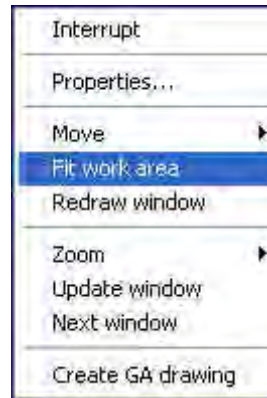 Interrupt
Properties...
Move
Fit work area
Redraw window
Zoom
Update window
Next window
Create GA drawing